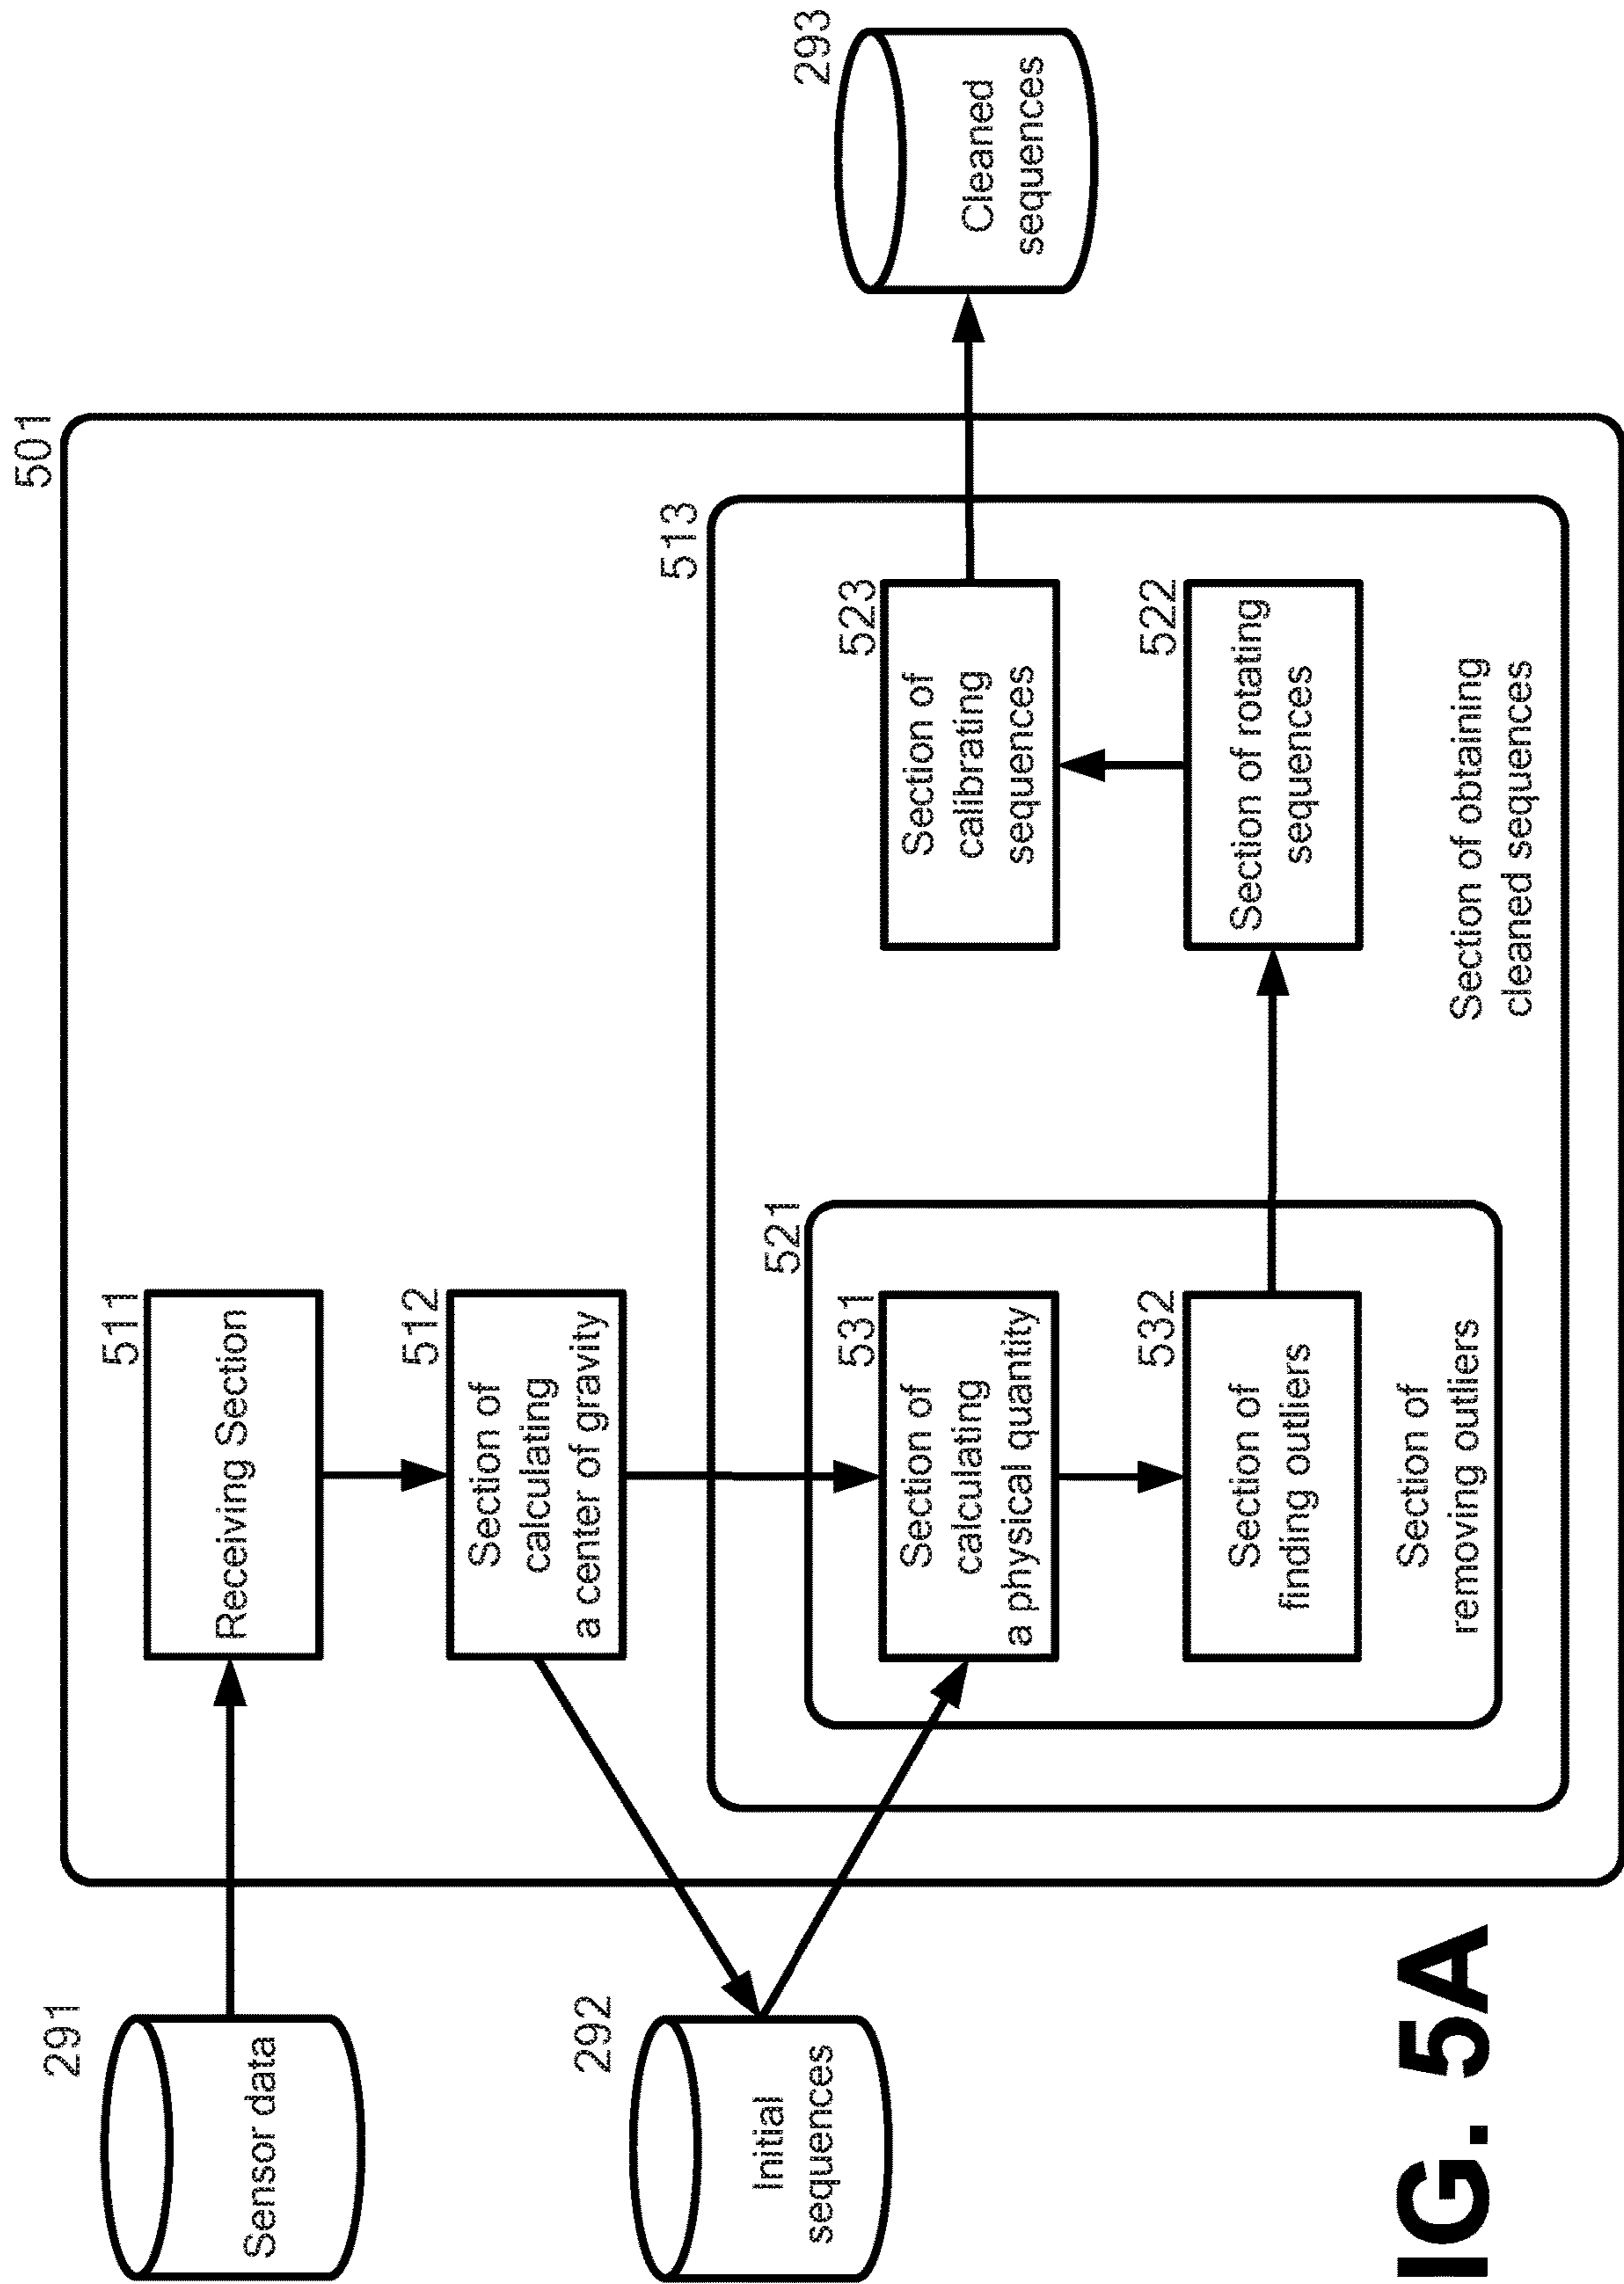 501
291
Sensor data
511
Receiving Section
512
Section of
calculating
a center of gravity
292
Initial
sequences
513
521
531
Section of
calculating
a physical quantity
532
Section of
finding outliers
Section of
removing outliers
523
Section of
calibrating
sequences
522
Section of rotating
sequences
Section of obtaining
cleaned sequences
293
Cleaned
sequences
IG. 5A